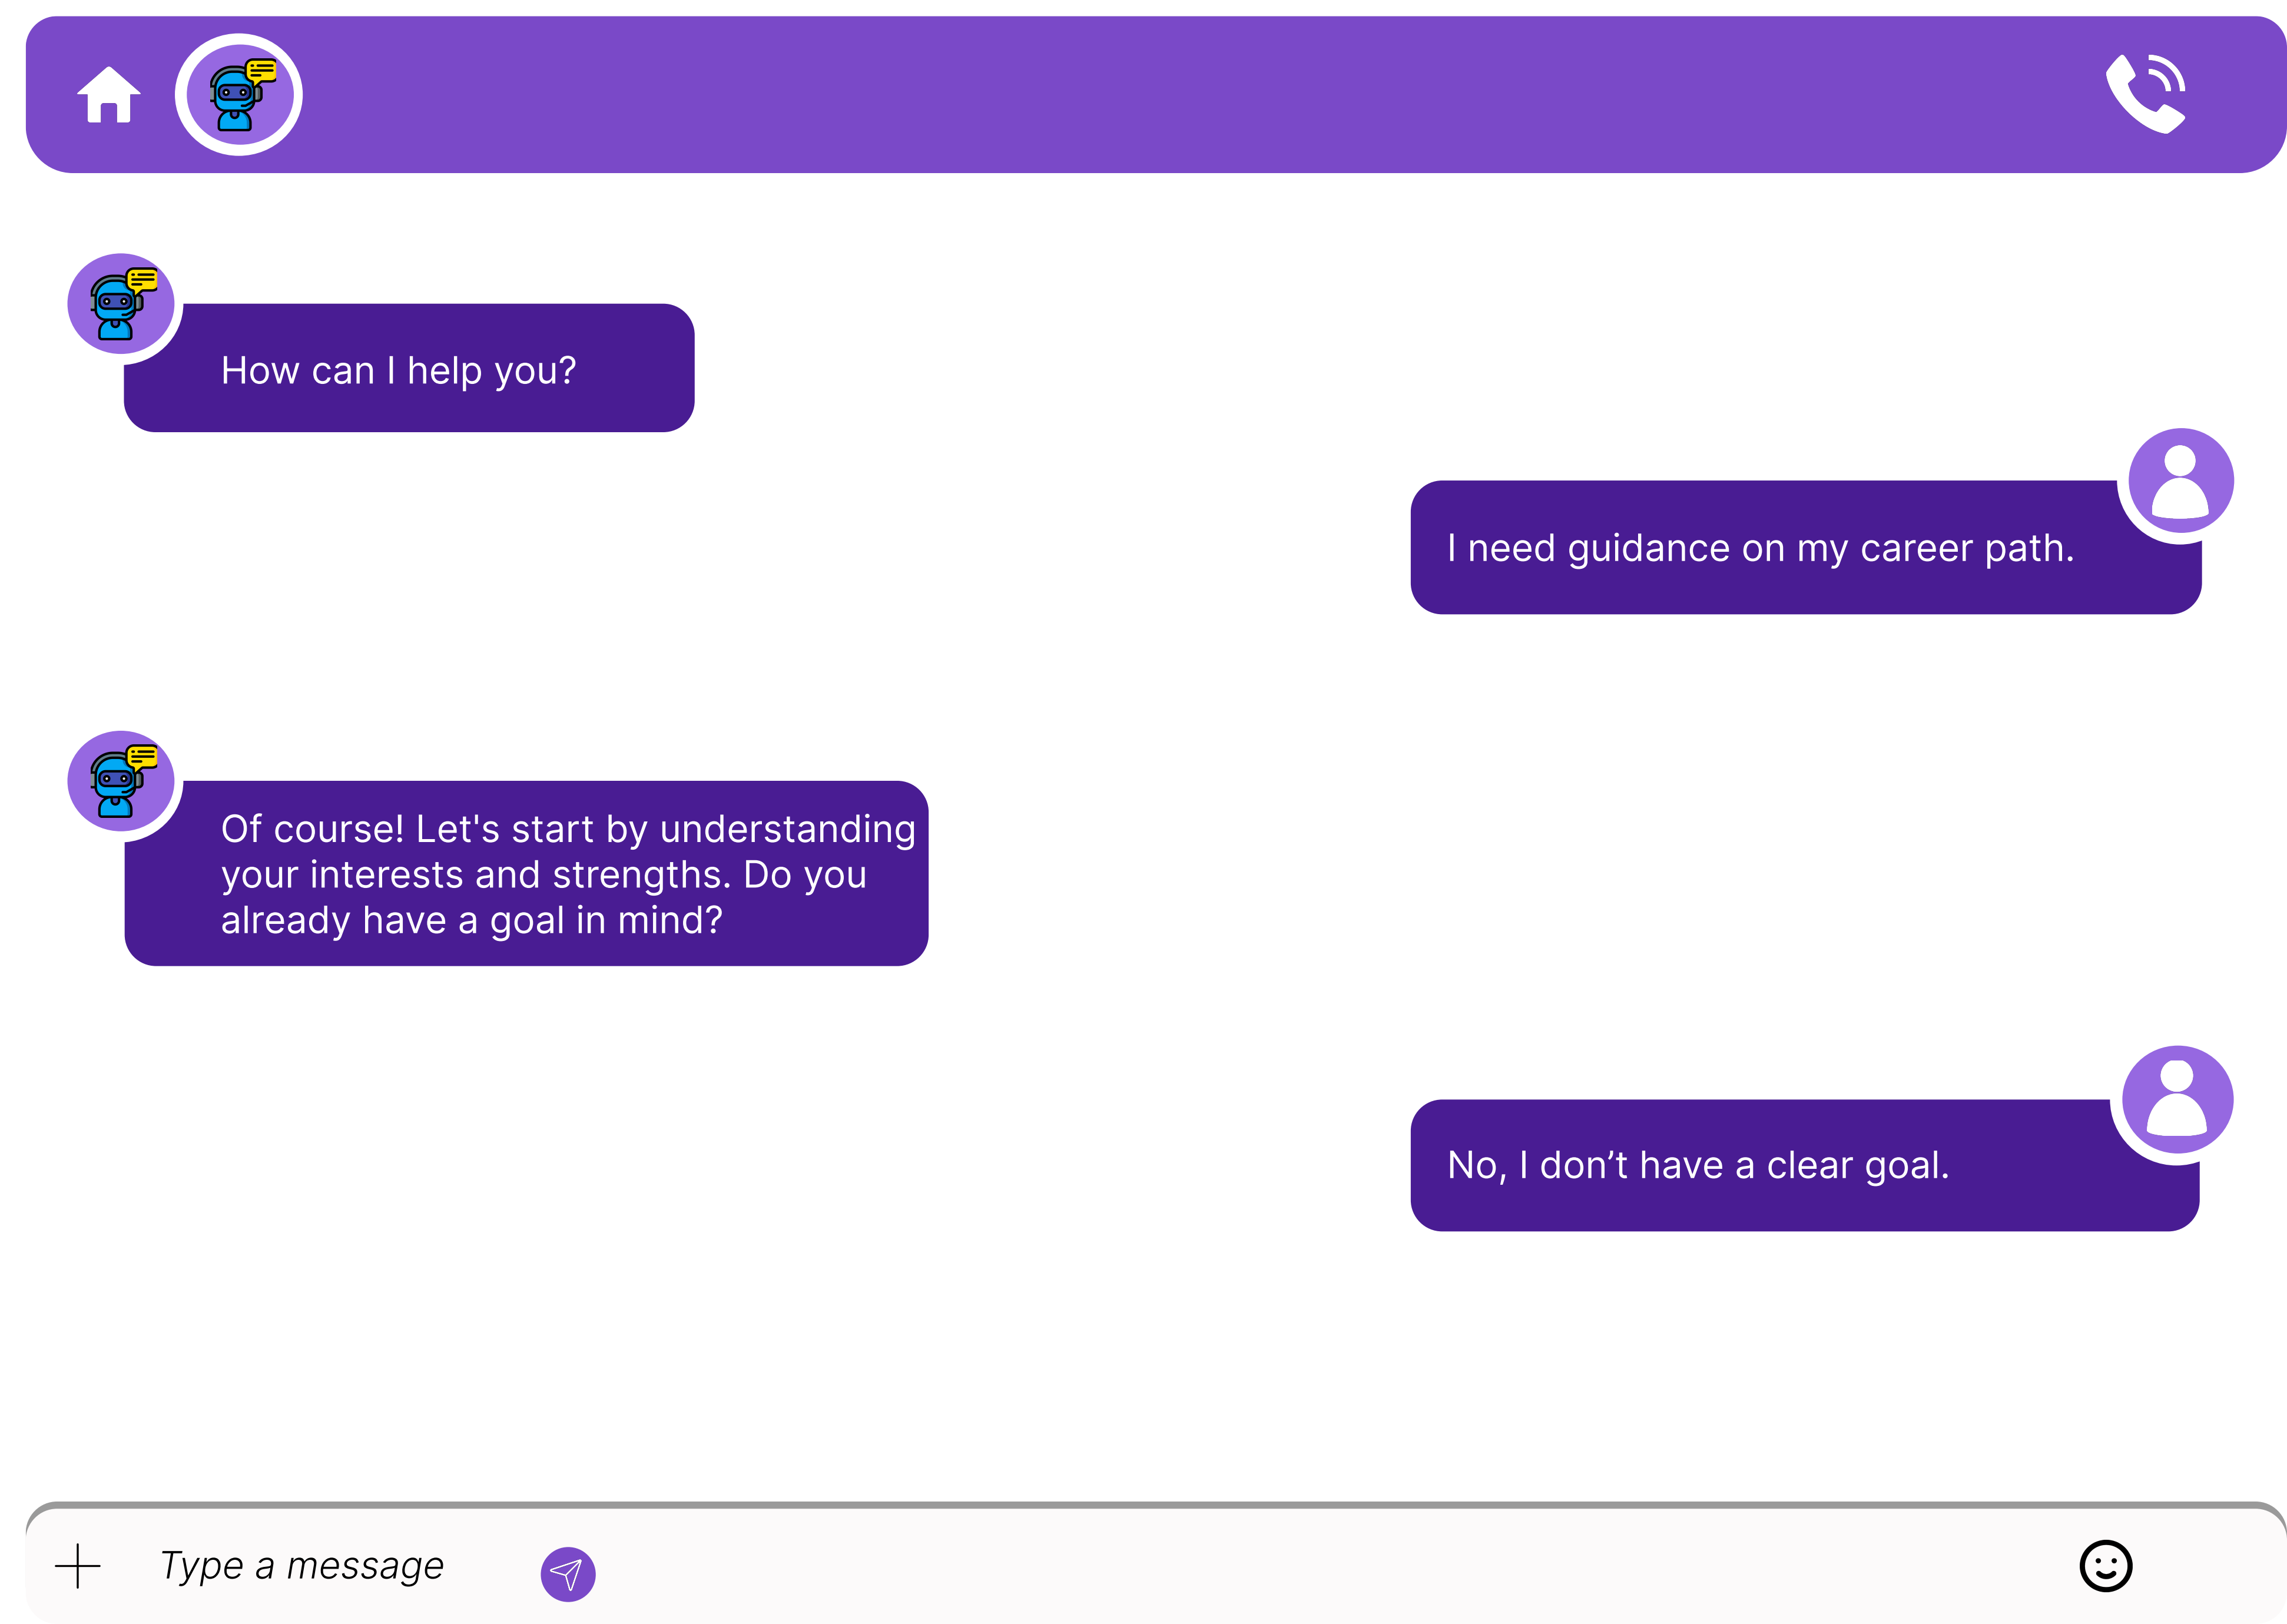 How can I help you?
I need guidance on my career path.
Of course! Let's start by understanding
your interests and strengths. Do you
already have a goal in mind?
No, I don’t have a clear goal.
Type a message